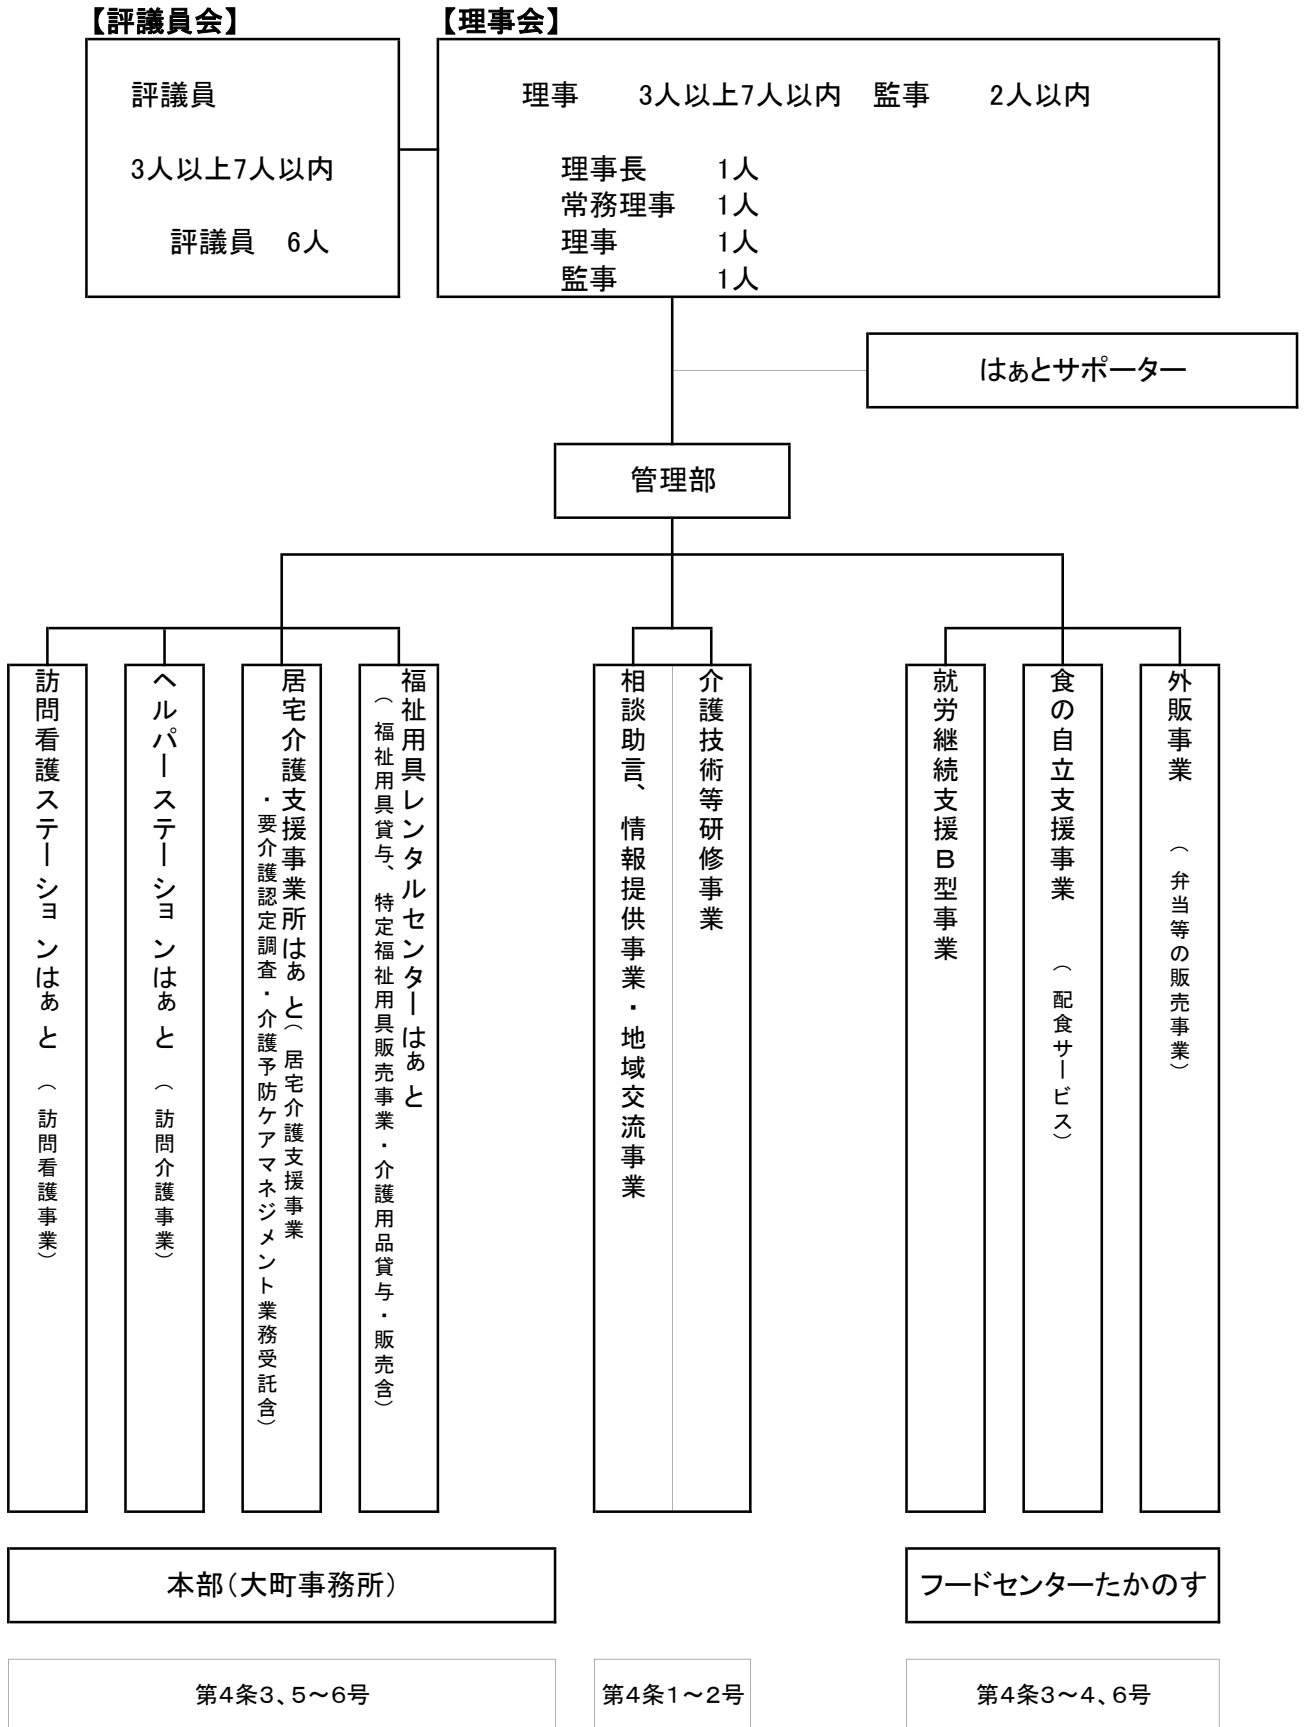 【評議員会】
【理事会】
評議員
3人以上7人以内
評議員 6人
理事 3人以上7人以内 監事 2人以内
理事長 1人
常務理事 1人
理事 1人
監事 1人
はぁとサポーター
管理部
訪問看護ステーションはぁと（訪問看護事業）
ヘルパーステーションはぁと（訪問介護事業）
居宅介護支援事業所はぁと（居宅介護支援事業
・要介護認定調査・介護予防ケアマネジメント業務受託含）
福祉用具レンタルセンターはぁと
（福祉用具貸与、特定福祉用具販売事業・介護用品貸与・販売含）
相談助言、情報提供事業・地域交流事業
介護技術等研修事業
就労継続支援B型事業
食の自立支援事業（配食サービス）
外販事業（弁当等の販売事業）
本部（大町事務所）
フードセンターたかのす
第4条3、5～6号
第4条1～2号
第4条3～4、6号